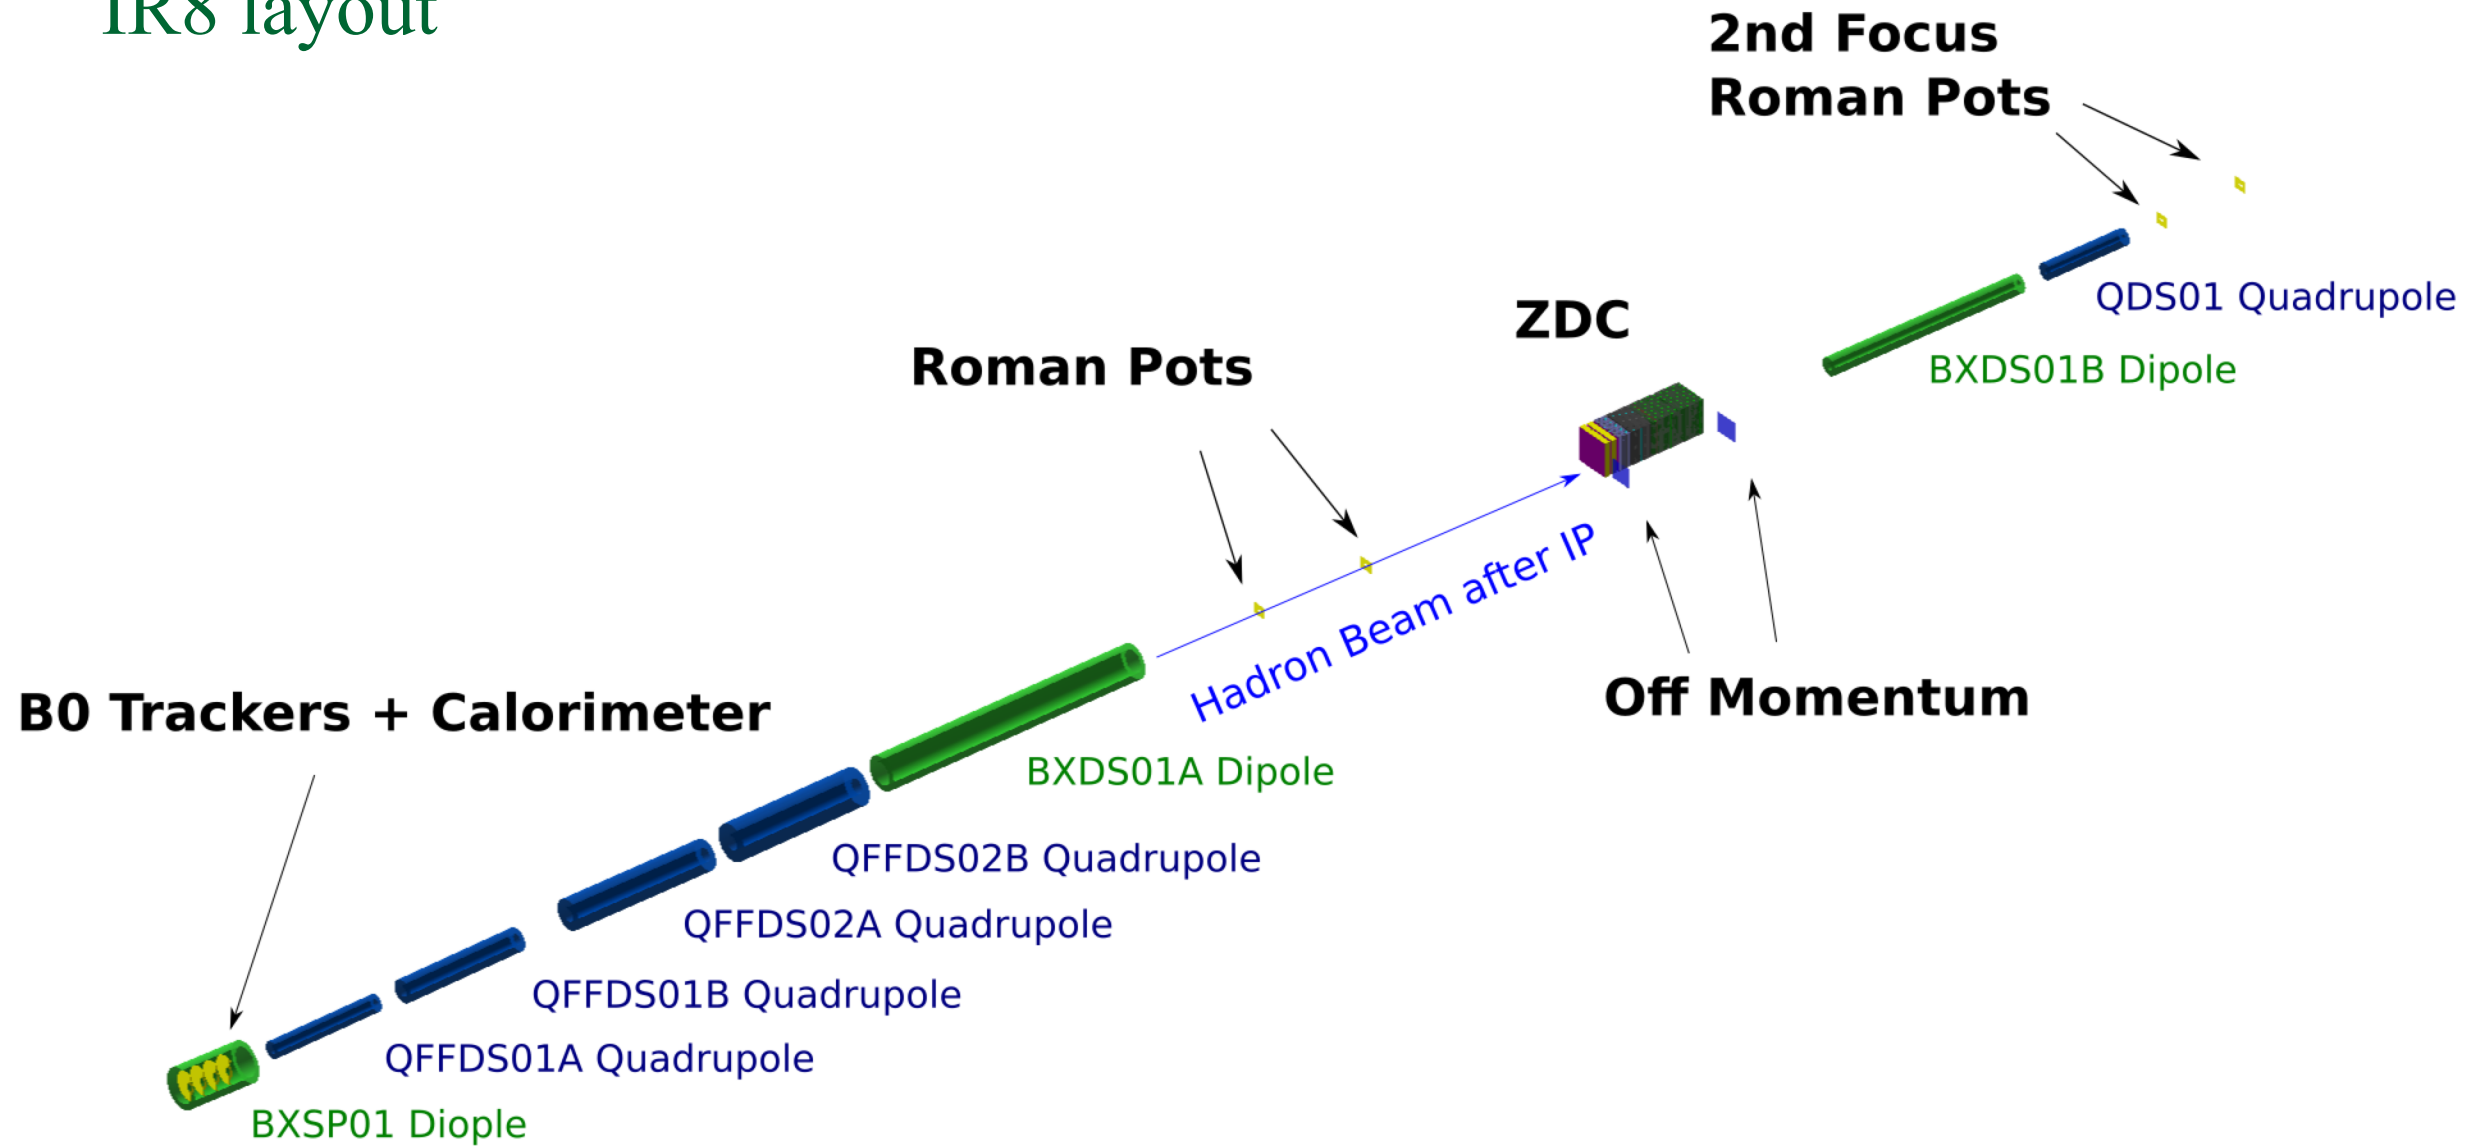 IR8 layout
2nd Focus
Roman Pots
QDS01 Quadrupole
ZDC
BXDS01B Dipole
Roman Pots
Hadron Beam after IP
Off Momentum
B0 Trackers + Calorimeter
BXDS01A Dipole
QFFDS02B Quadrupole
QFFDS02A Quadrupole
QFFDS01B Quadrupole
QFFDS01A Quadrupole
BXSP01 Diople